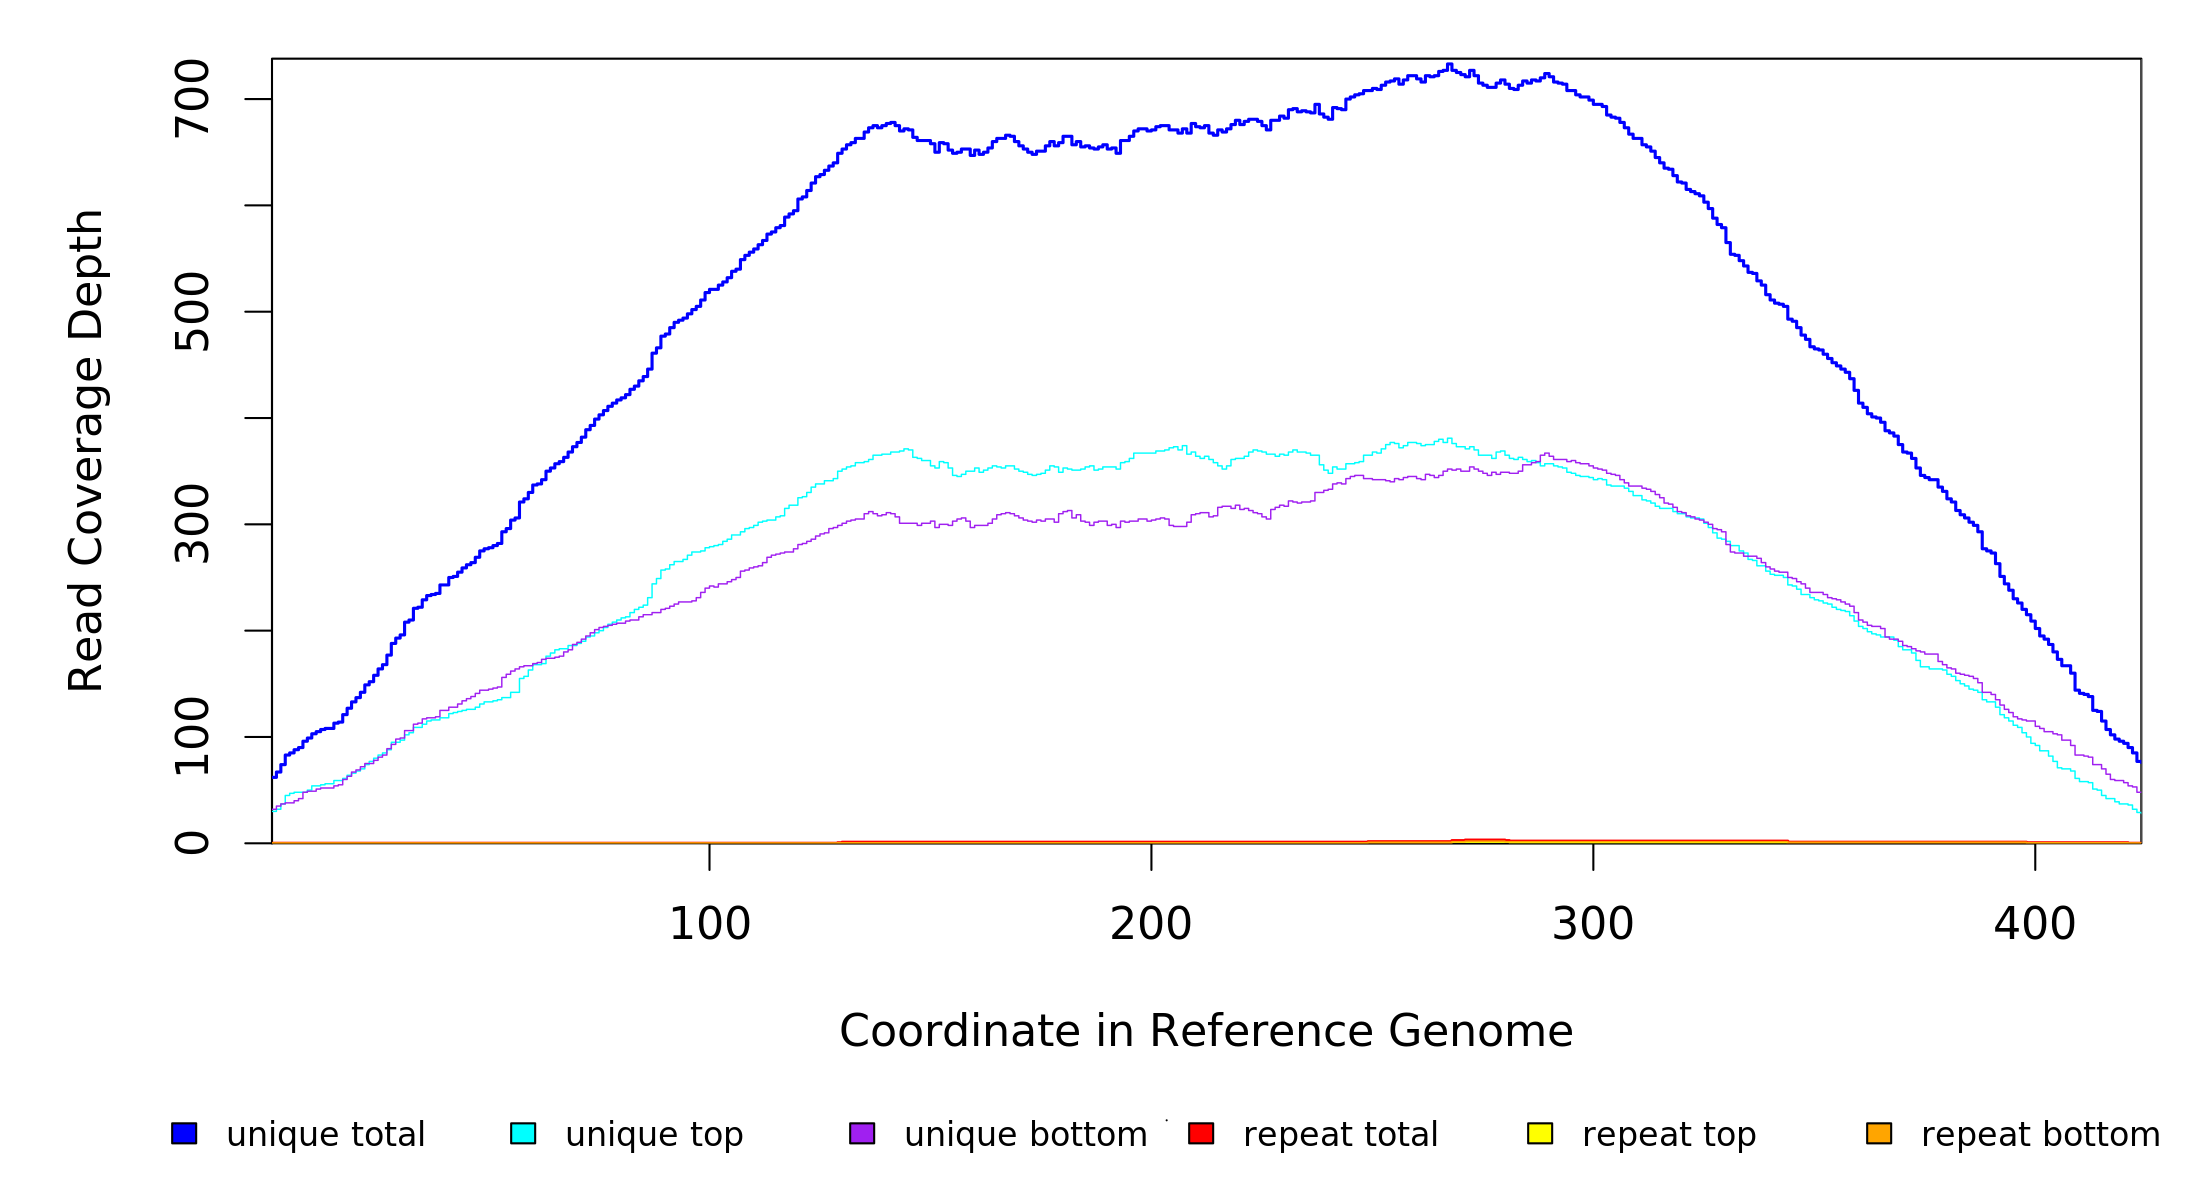 700
500
300
100
0
Read Coverage Depth
100 200 300 400
Coordinate in Reference Genome
unique total unique top unique bottom repeat total repeat top repeat bottom